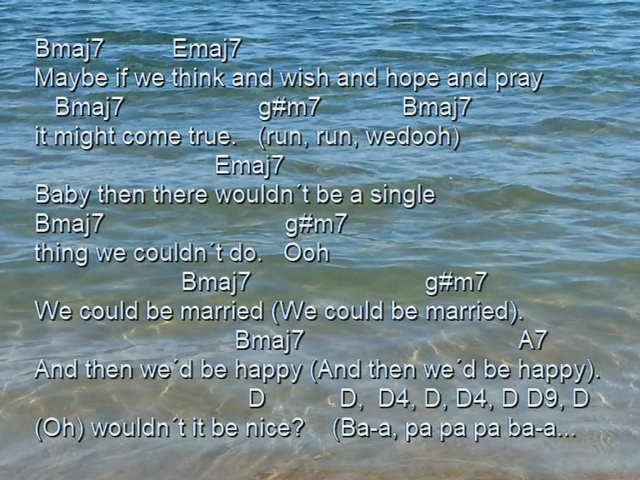 Bmaj7 Emaj7
Maybe if we think and wish and hope and pray
Bmaj7 g#m7 Bmaj7
it might come true. (run, run, wedooh)
Emaj7
Baby then there wouldn´t be a single
Bmaj7 g#m7
thing we couldn´t do. Ooh
Bmaj7 g#m7
We could be married (We could be married).
Bmaj7 A7
And then we´d be happy (And then we´d be happy).
D D, D4, D, D4, D D9, D
(Oh) wouldn´t it be nice? (Ba-a, pa pa pa ba-a...